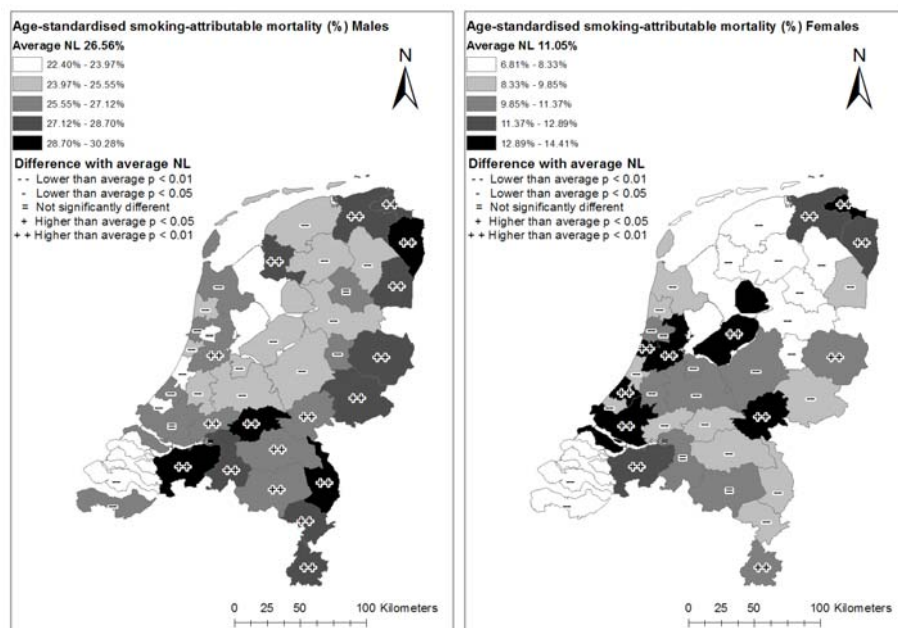 Age-standardised smoking-attributable mortality (%) Males
Average NL 26.56%
22.40% - 23.97%
23.97% - 25.55%
25.55% - 27.12%
27.12% - 28.70%
28.70% - 30.28%
Difference with average NL
- - Lower than average p < 0.01
- Lower than average p < 0.05
= Not significantly different
+ Higher than average p < 0.05
++ Higher than average p < 0.01
N
0 25 50 100 Kilometers
Age-standardised smoking-attributable mortality (%) Females
Average NL 11.05%
6.81% - 8.33%
8.33% - 9.85%
9.85% - 11.37%
11.37% - 12.89%
12.89% - 14.41%
Difference with average NL
- - Lower than average p < 0.01
- Lower than average p < 0.05
= Not significantly different
+ Higher than average p < 0.05
++ Higher than average p < 0.01
N
0 25 50 100 Kilometers